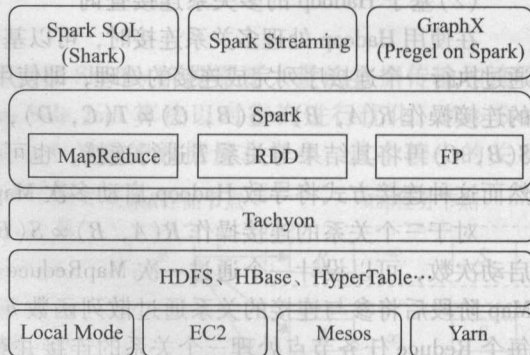 Spark SQL
(Shark)
Spark Streaming
GraphX
(Pregel on Spark)
Spark
MapReduce
RDD
FP
Tachyon
HDFS、HBase、HyperTable…
Local Mode
EC2
Mesos
Yarn